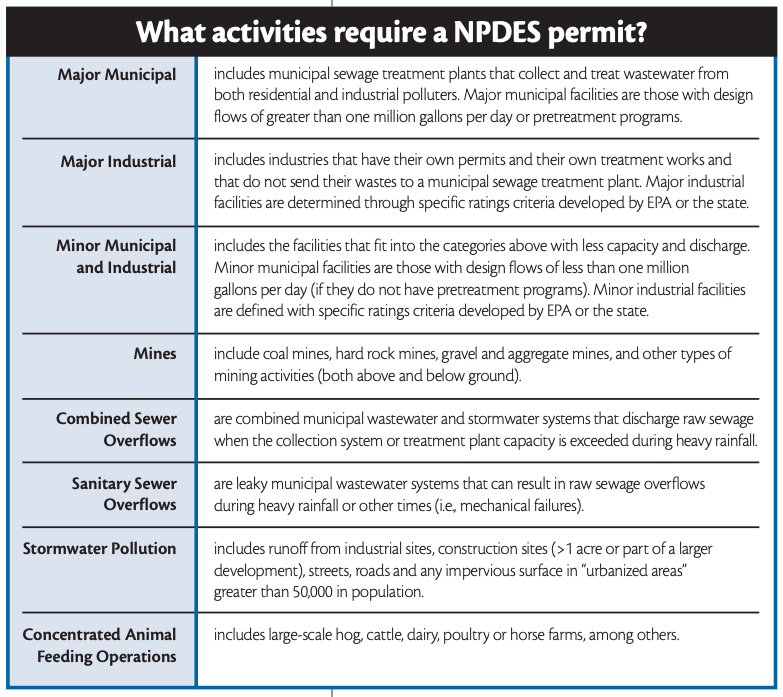 What activities require a NPDES permit?
Major Municipal
includes municipal sewage treatment plants that collect and treat wastewater from
both residential and industrial polluters. Major municipal facilities are those with design
flows of greater than one million gallons per day or pretreatment programs.
Major Industrial
includes industries that have their own permits and their own treatment works and
that do not send their wastes to a municipal sewage treatment plant. Major industrial
facilities are determined through specific ratings criteria developed by EPA or the state.
Minor Municipal
and Industrial
includes the facilities that fit into the categories above with less capacity and discharge.
Minor municipal facilities are those with design flows of less than one million
gallons per day (if they do not have pretreatment programs). Minor industrial facilities
are defined with specific ratings criteria developed by EPA or the state.
Mines
include coal mines, hard rock mines, gravel and aggregate mines, and other types of
mining activities (both above and below ground).
Combined Sewer
Overflows
are combined municipal wastewater and stormwater systems that discharge raw sewage
when the collection system or treatment plant capacity is exceeded during heavy rainfall.
Sanitary Sewer
Overflows
are leaky municipal wastewater systems that can result in raw sewage overflows
during heavy rainfall or other times (i.e., mechanical failures).
Stormwater Pollution
includes runoff from industrial sites, construction sites (>1 acre or part of a larger
development), streets, roads and any impervious surface in “urbanized areas”
greater than 50,000 in population.
Concentrated Animal
Feeding Operations
includes large-scale hog, cattle, dairy, poultry or horse farms, among others.